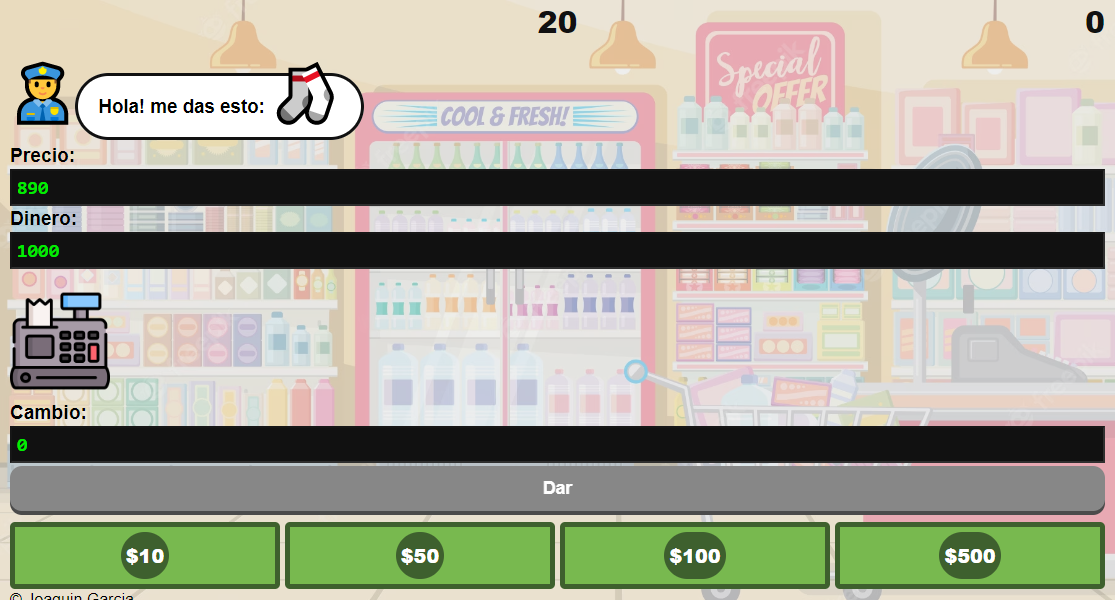 20
0
Special
OFFER
Hola! me das esto:
COOL & FRESH!
Precio:
890
Dinero:
1000
Cambio:
0
Dar
$10
$50
$100
$500
© Joaquin Garcia